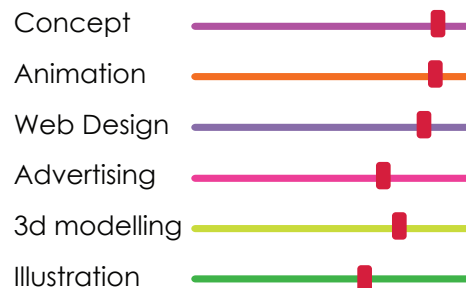 Concept
Animation
Web Design
Advertising
3d modelling
Illustration